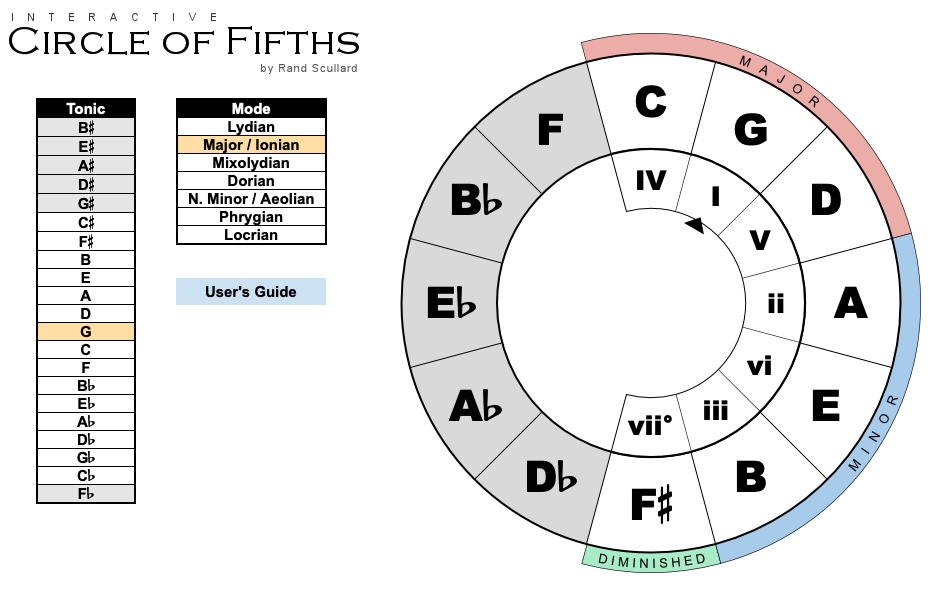 INTERACTIVE
CIRCLE OF FIFTHS
by Rand Scullard
Tonic
B♯
E♯
A♯
D♯
G♯
C♯
F♯
B
E
A
D
G
C
F
B♭
E♭
A♭
D♭
G♭
C♭
F♭
Mode
Lydian
Major / Ionian
Mixolydian
Dorian
N. Minor / Aeolian
Phrygian
Locrian
User's Guide
MAJOR
MINOR
DIMINISHED
C
G
D
A
E
B
F♯
D♭
A♭
E♭
B♭
F
IV
I
V
ii
vi
iii
vii°